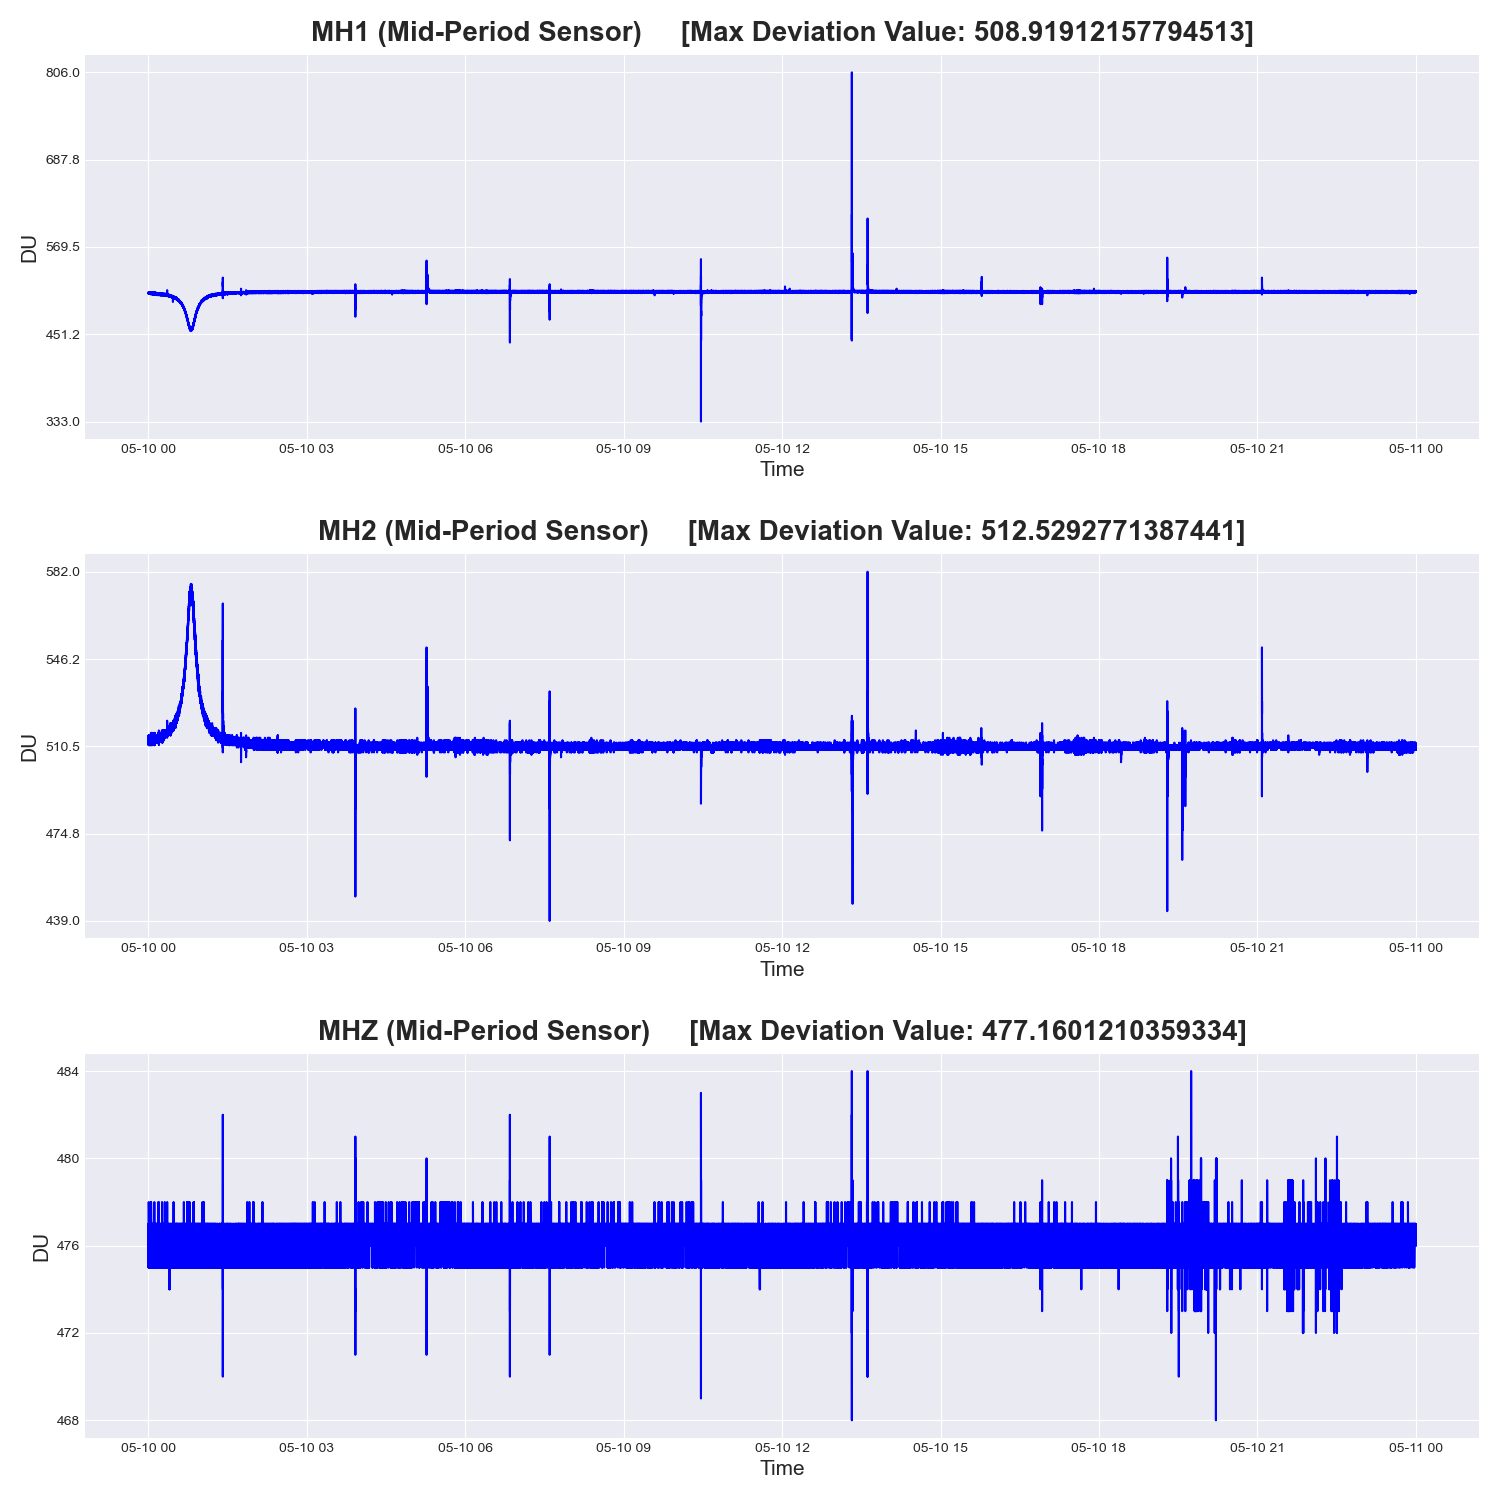 MH1 (Mid-Period Sensor) [Max Deviation Value: 508.91912157794513]
806.0
687.8
569.5
451.2
333.0
DU
05-10 00 05-10 03 05-10 06 05-10 09 05-10 12 05-10 15 05-10 18 05-10 21 05-11 00
Time
MH2 (Mid-Period Sensor) [Max Deviation Value: 512.5292771387441]
582.0
546.2
510.5
474.8
439.0
DU
05-10 00 05-10 03 05-10 06 05-10 09 05-10 12 05-10 15 05-10 18 05-10 21 05-11 00
Time
MHZ (Mid-Period Sensor) [Max Deviation Value: 477.1601210359334]
484
480
476
472
468
DU
05-10 00 05-10 03 05-10 06 05-10 09 05-10 12 05-10 15 05-10 18 05-10 21 05-11 00
Time